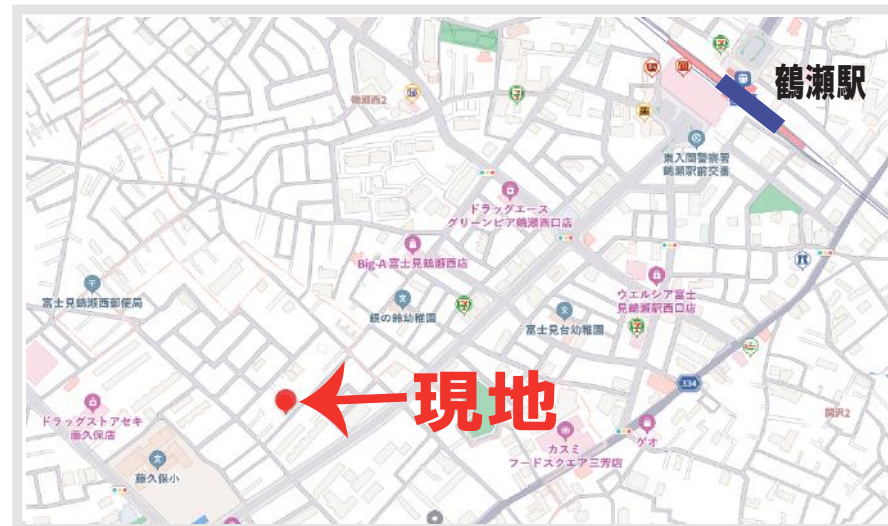 鶴瀬駅
鶴瀬西2
東入間警察署
鶴瀬駅前交番
ドラッグエース
グリーンピア鶴瀬西口店
Big-A 富士見鶴瀬西店
富士見鶴瀬西郵便局
銀の鈴幼稚園
ウエルシア富士
見鶴瀬駅西口店
富士見台幼稚園
334
現地
関沢2
ドラッグストアセキ
藤久保店
ゲオ
カスミ
フードスクエア三芳店
藤久保小